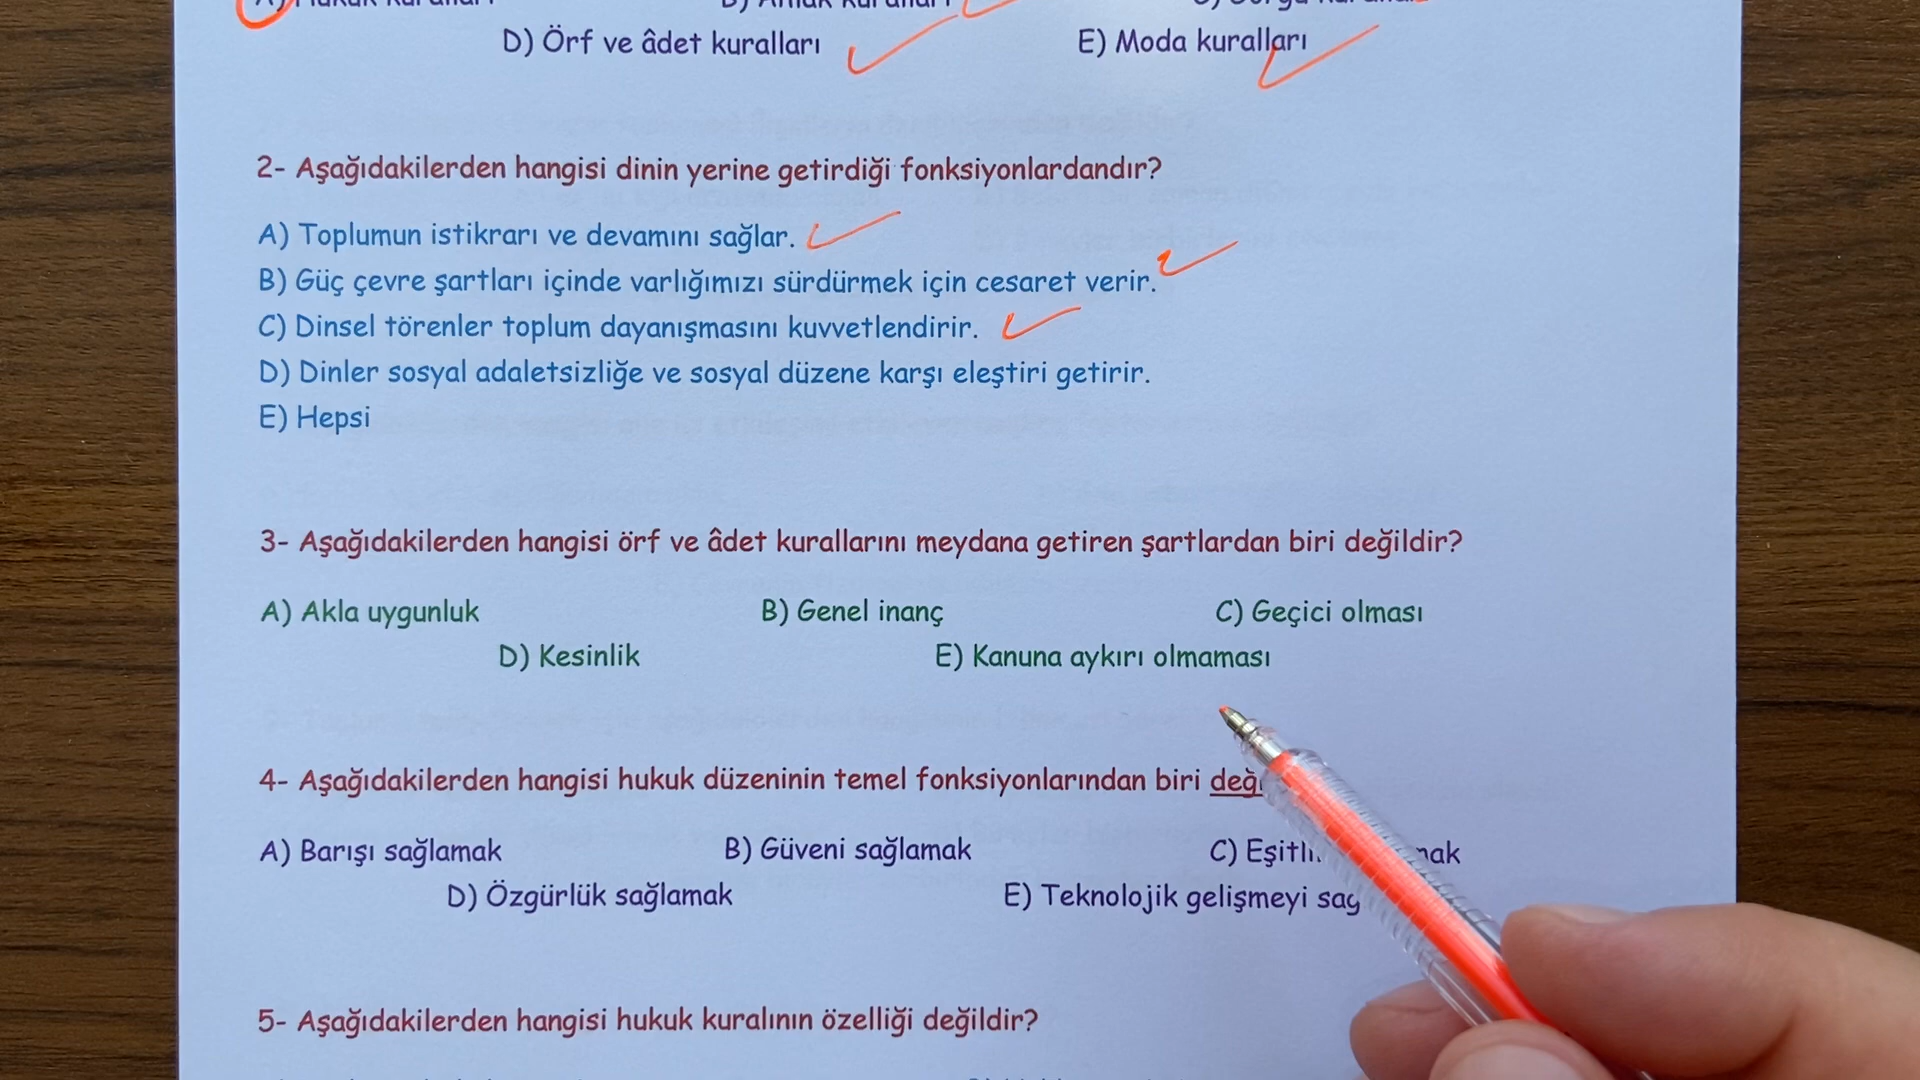 D) Örf ve âdet kuralları E) Moda kuralları
2- Aşağıdakilerden hangisi dinin yerine getirdiği fonksiyonlardandır?
A) Toplumun istikrarı ve devamını sağlar.
B) Güç çevre şartları içinde varlığımızı sürdürmek için cesaret verir.
C) Dinsel törenler toplum dayanışmasını kuvvetlendirir.
D) Dinler sosyal adaletsizliğe ve sosyal düzene karşı eleştiri getirir.
E) Hepsi
3- Aşağıdakilerden hangisi örf ve âdet kurallarını meydana getiren şartlardan biri değildir?
A) Akla uygunluk B) Genel inanç C) Geçici olması
D) Kesinlik E) Kanuna aykırı olmaması
4- Aşağıdakilerden hangisi hukuk düzeninin temel fonksiyonlarından biri
A) Barışı sağlamak B) Güveni sağlamak C)
D) Özgürlük sağlamak E) Teknolojik gelişmeyi
5- Aşağıdakilerden hangisi hukuk kuralının özelliği değildir?